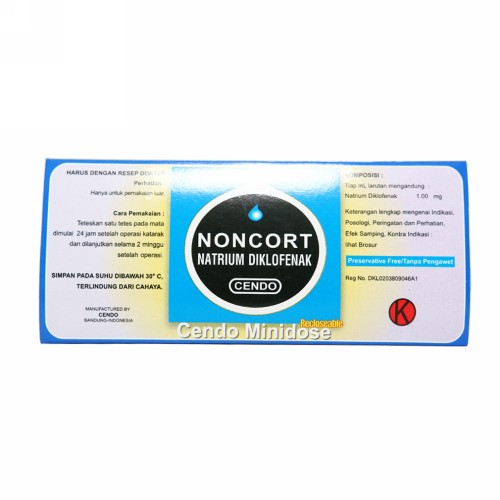 HARUS DENGAN RESEP DOKTER
Perhatian
Hanya untuk pemakaian luar.
Cara Pemakaian :
Teteskan satu tetes pada mata
dimulai 24 jam setelah operasi katarak
dan dilanjutkan selama 2 minggu
setelah operasi.
SIMPAN PADA SUHU DIBAWAH 30° C,
TERLINDUNG DARI CAHAYA.
MANUFACTURED BY
CENDO
BANDUNG-INDONESIA
NONCORT
NATRIUM DIKLOFENAK
CENDO
Recloseable
Cendo Minidose
KOMPOSISI :
Tiap mL larutan mengandung :
Natrium Diklofenak 1.00 mg
Keterangan lengkap mengenai Indikasi,
Posologi, Peringatan dan Perhatian,
Efek Samping, Kontra Indikasi :
lihat Brosur
Preservative Free/Tanpa Pengawet
Reg No. DKL0203809046A1
K